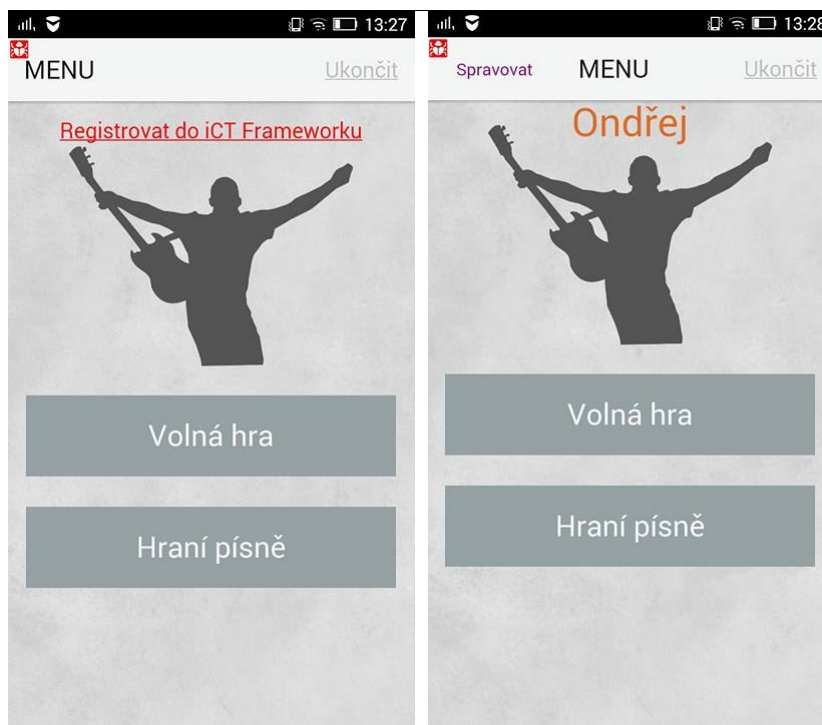 13:27
MENU
Ukončit
Registrovat do iCT Frameworku
Volná hra
Hraní písně
13:28
Spravovat
MENU
Ukončit
Ondřej
Volná hra
Hraní písně